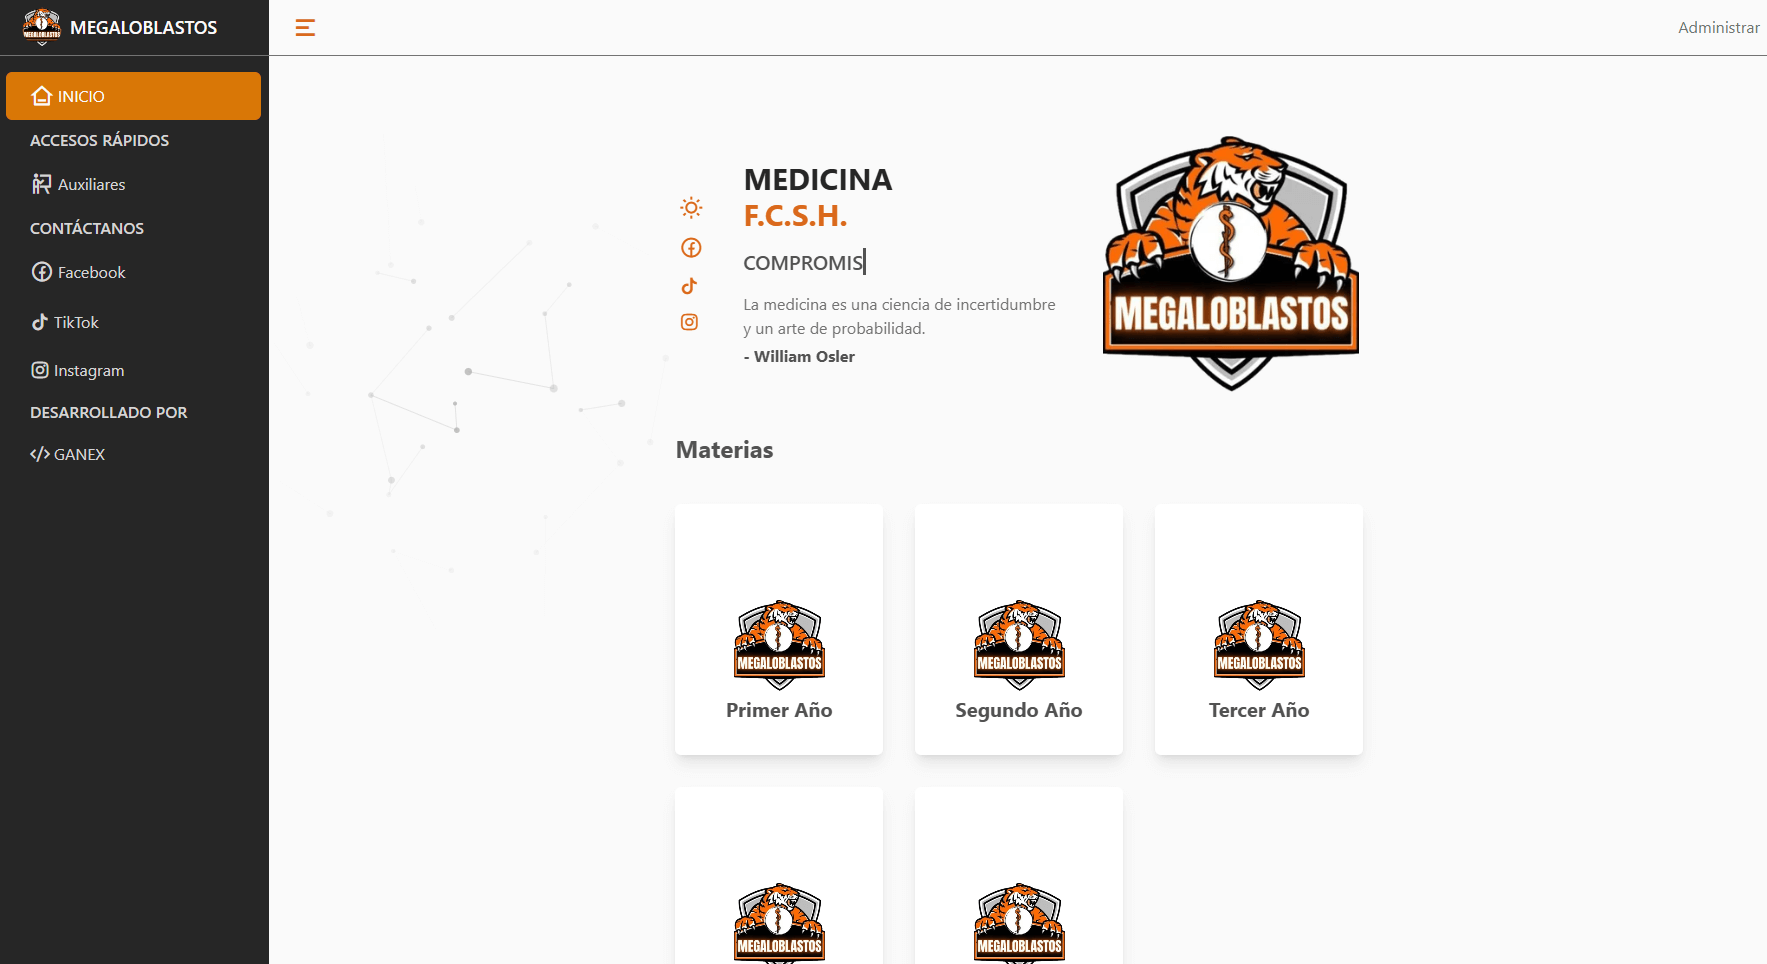 MEGALOBLASTOS
Administrar
INICIO
ACCESOS RÁPIDOS
Auxiliares
CONTÁCTANOS
Facebook
TikTok
Instagram
DESARROLLADO POR
GANEX
MEDICINA
F.C.S.H.
COMPROMIS
La medicina es una ciencia de incertidumbre
y un arte de probabilidad.
- William Osler
MEGALOBLASTOS
Materias
MEGALOBLASTOS
Primer Año
MEGALOBLASTOS
Segundo Año
MEGALOBLASTOS
Tercer Año
MEGALOBLASTOS
MEGALOBLASTOS